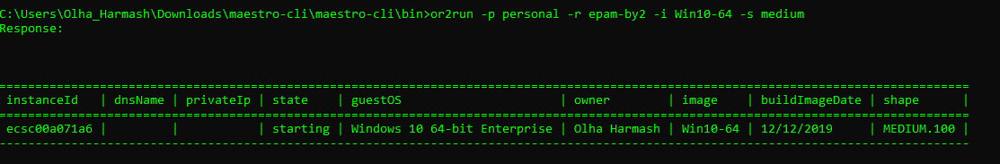 C:\Users\Olha_Harmash\Downloads\maestro-cli\maestro-cli\bin>or2run -p personal -r epam-by2 -i Win10-64 -s medium
Response:
instanceId | dnsName | privateIp | state | guestOS | owner | image | buildImageDate | shape |
ecsc00a071a6 | | | starting | Windows 10 64-bit Enterprise | Olha Harmash | Win10-64 | 12/12/2019 | MEDIUM.100 |